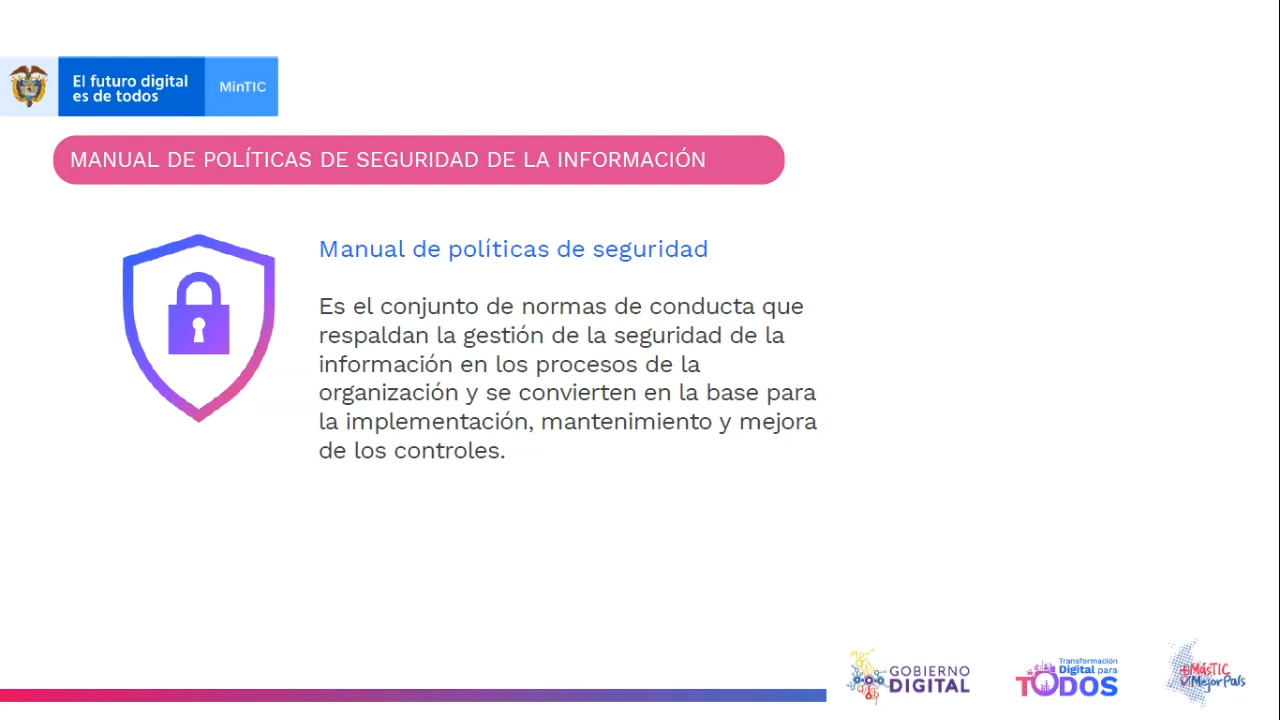 El futuro digital
es de todos
MinTIC
MANUAL DE POLÍTICAS DE SEGURIDAD DE LA INFORMACIÓN
Manual de políticas de seguridad
Es el conjunto de normas de conducta que
respaldan la gestión de la seguridad de la
información en los procesos de la
organización y se convierten en la base para
la implementación, mantenimiento y mejora
de los controles.
GOBIERNO
DIGITAL
Transformación
Digital para
TODOS
+MásTIC
MejorPaís